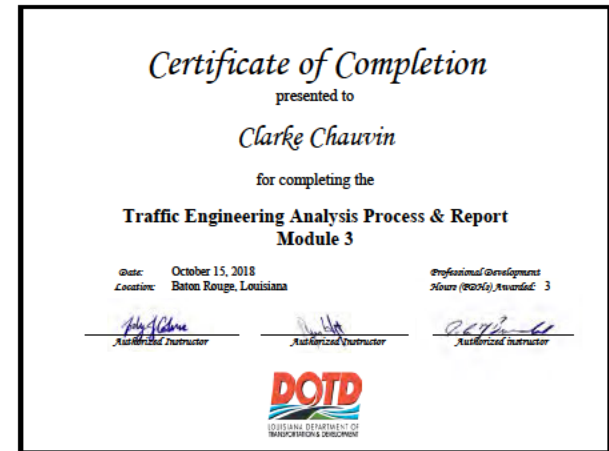 Certificate of Completion
presented to
Clarke Chauvin
for completing the
Traffic Engineering Analysis Process & Report
Module 3
Date: October 15, 2018
Location: Baton Rouge, Louisiana
Professional Development
Hours (PDHs) Awarded: 3
Authorized Instructor
Authorized Instructor
Authorized instructor
DOTD
LOUISIANA DEPARTMENT OF
TRANSPORTATION & DEVELOPMENT